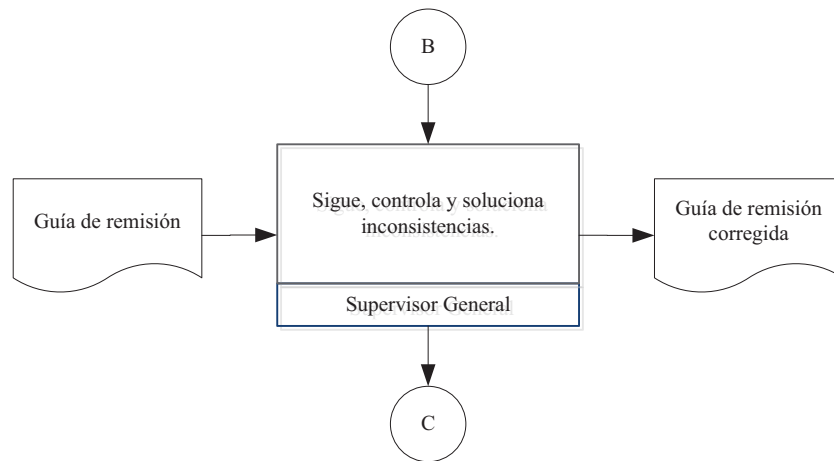 B
Guía de remisión
Sigue, controla y soluciona
inconsistencias.
Guía de remisión
corregida
Supervisor General
C